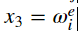 x₃ = ωᵢᵉ